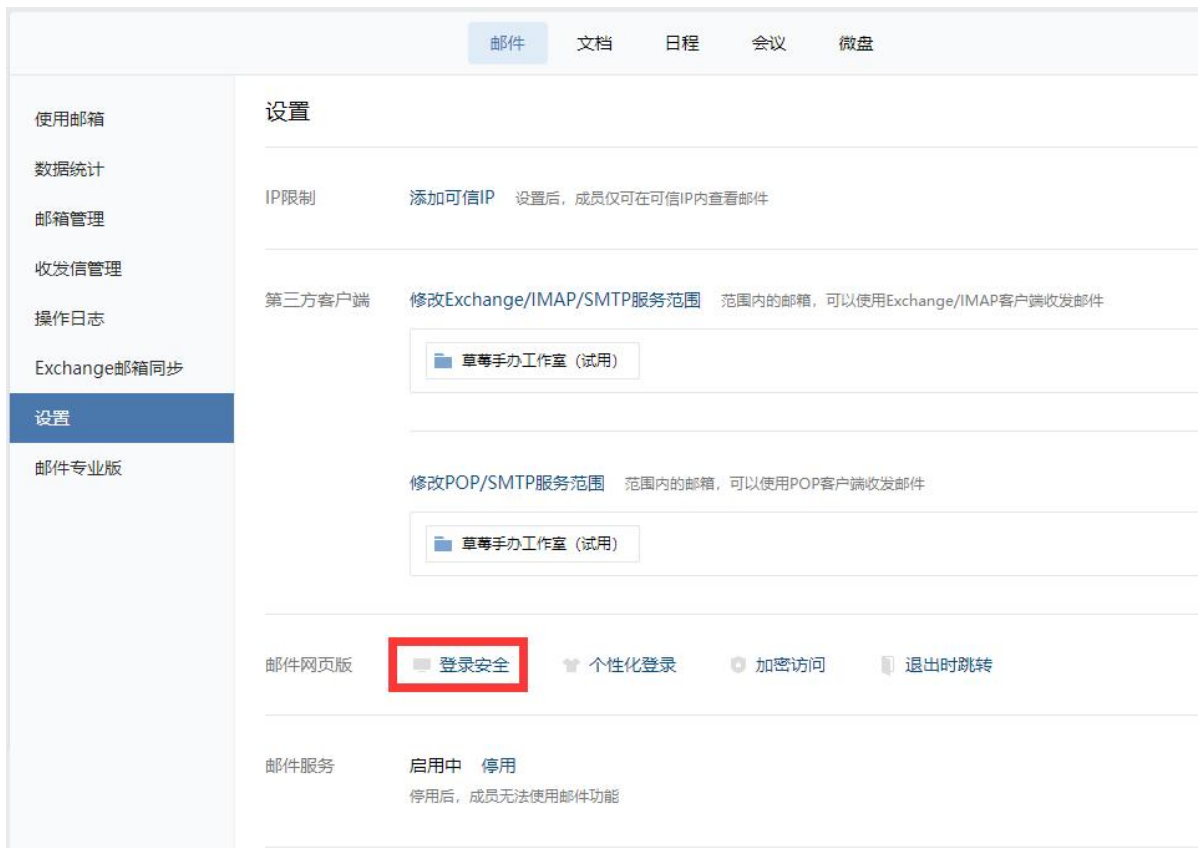 邮件 文档 日程 会议 微盘
使用邮箱
数据统计
邮箱管理
收发信管理
操作日志
Exchange邮箱同步
设置
邮件专业版
设置
IP限制 添加可信IP 设置后，成员仅可在可信IP内查看邮件
第三方客户端 修改Exchange/IMAP/SMTP服务范围 范围内的邮箱，可以使用Exchange/IMAP客户端收发邮件
草莓手办工作室（试用）
修改POP/SMTP服务范围 范围内的邮箱，可以使用POP客户端收发邮件
草莓手办工作室（试用）
邮件网页版 登录安全 个性化登录 加密访问 退出时跳转
邮件服务 启用中 停用
停用后，成员无法使用邮件功能